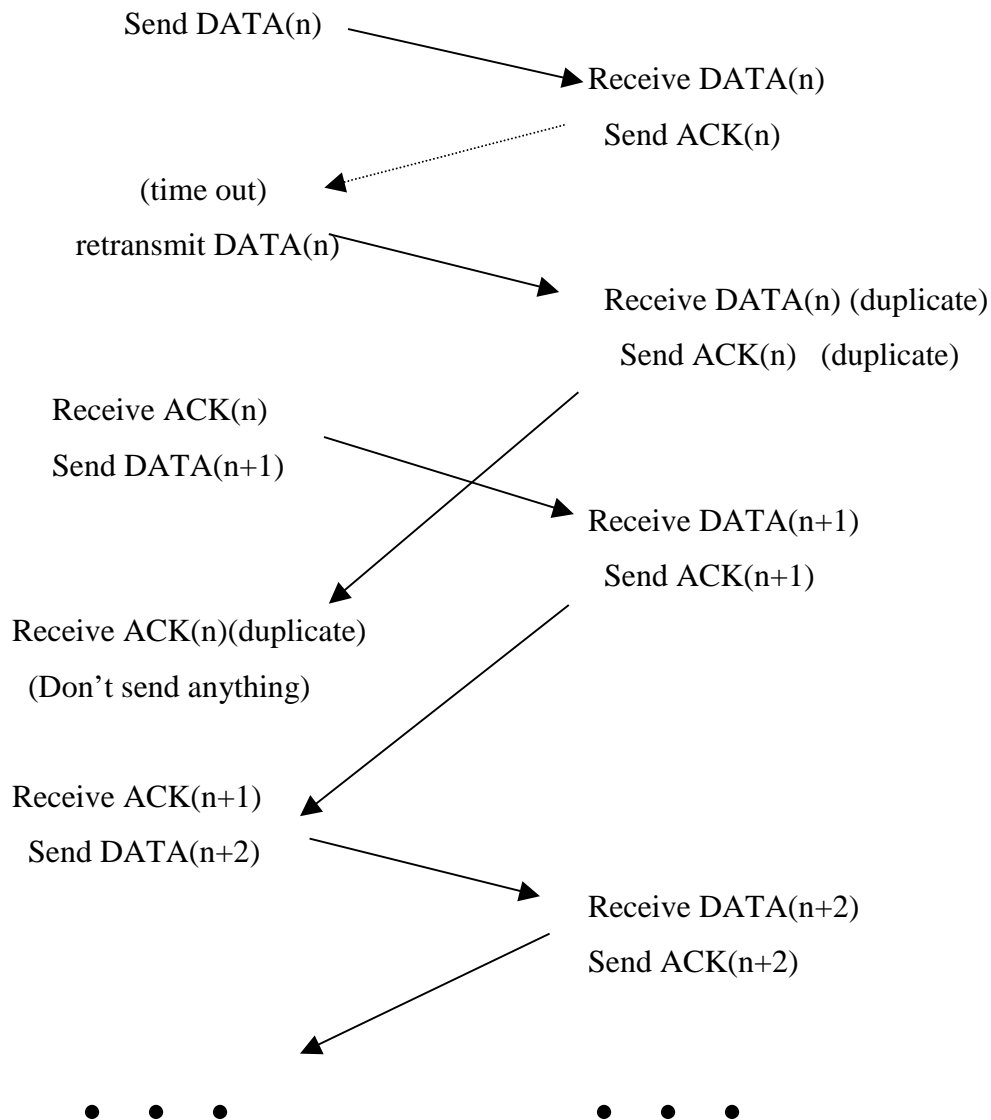 Send DATA(n)
Receive DATA(n)
Send ACK(n)
(time out)
retransmit DATA(n)
Receive DATA(n) (duplicate)
Send ACK(n) (duplicate)
Receive ACK(n)
Send DATA(n+1)
Receive DATA(n+1)
Send ACK(n+1)
Receive ACK(n)(duplicate)
(Don’t send anything)
Receive ACK(n+1)
Send DATA(n+2)
Receive DATA(n+2)
Send ACK(n+2)